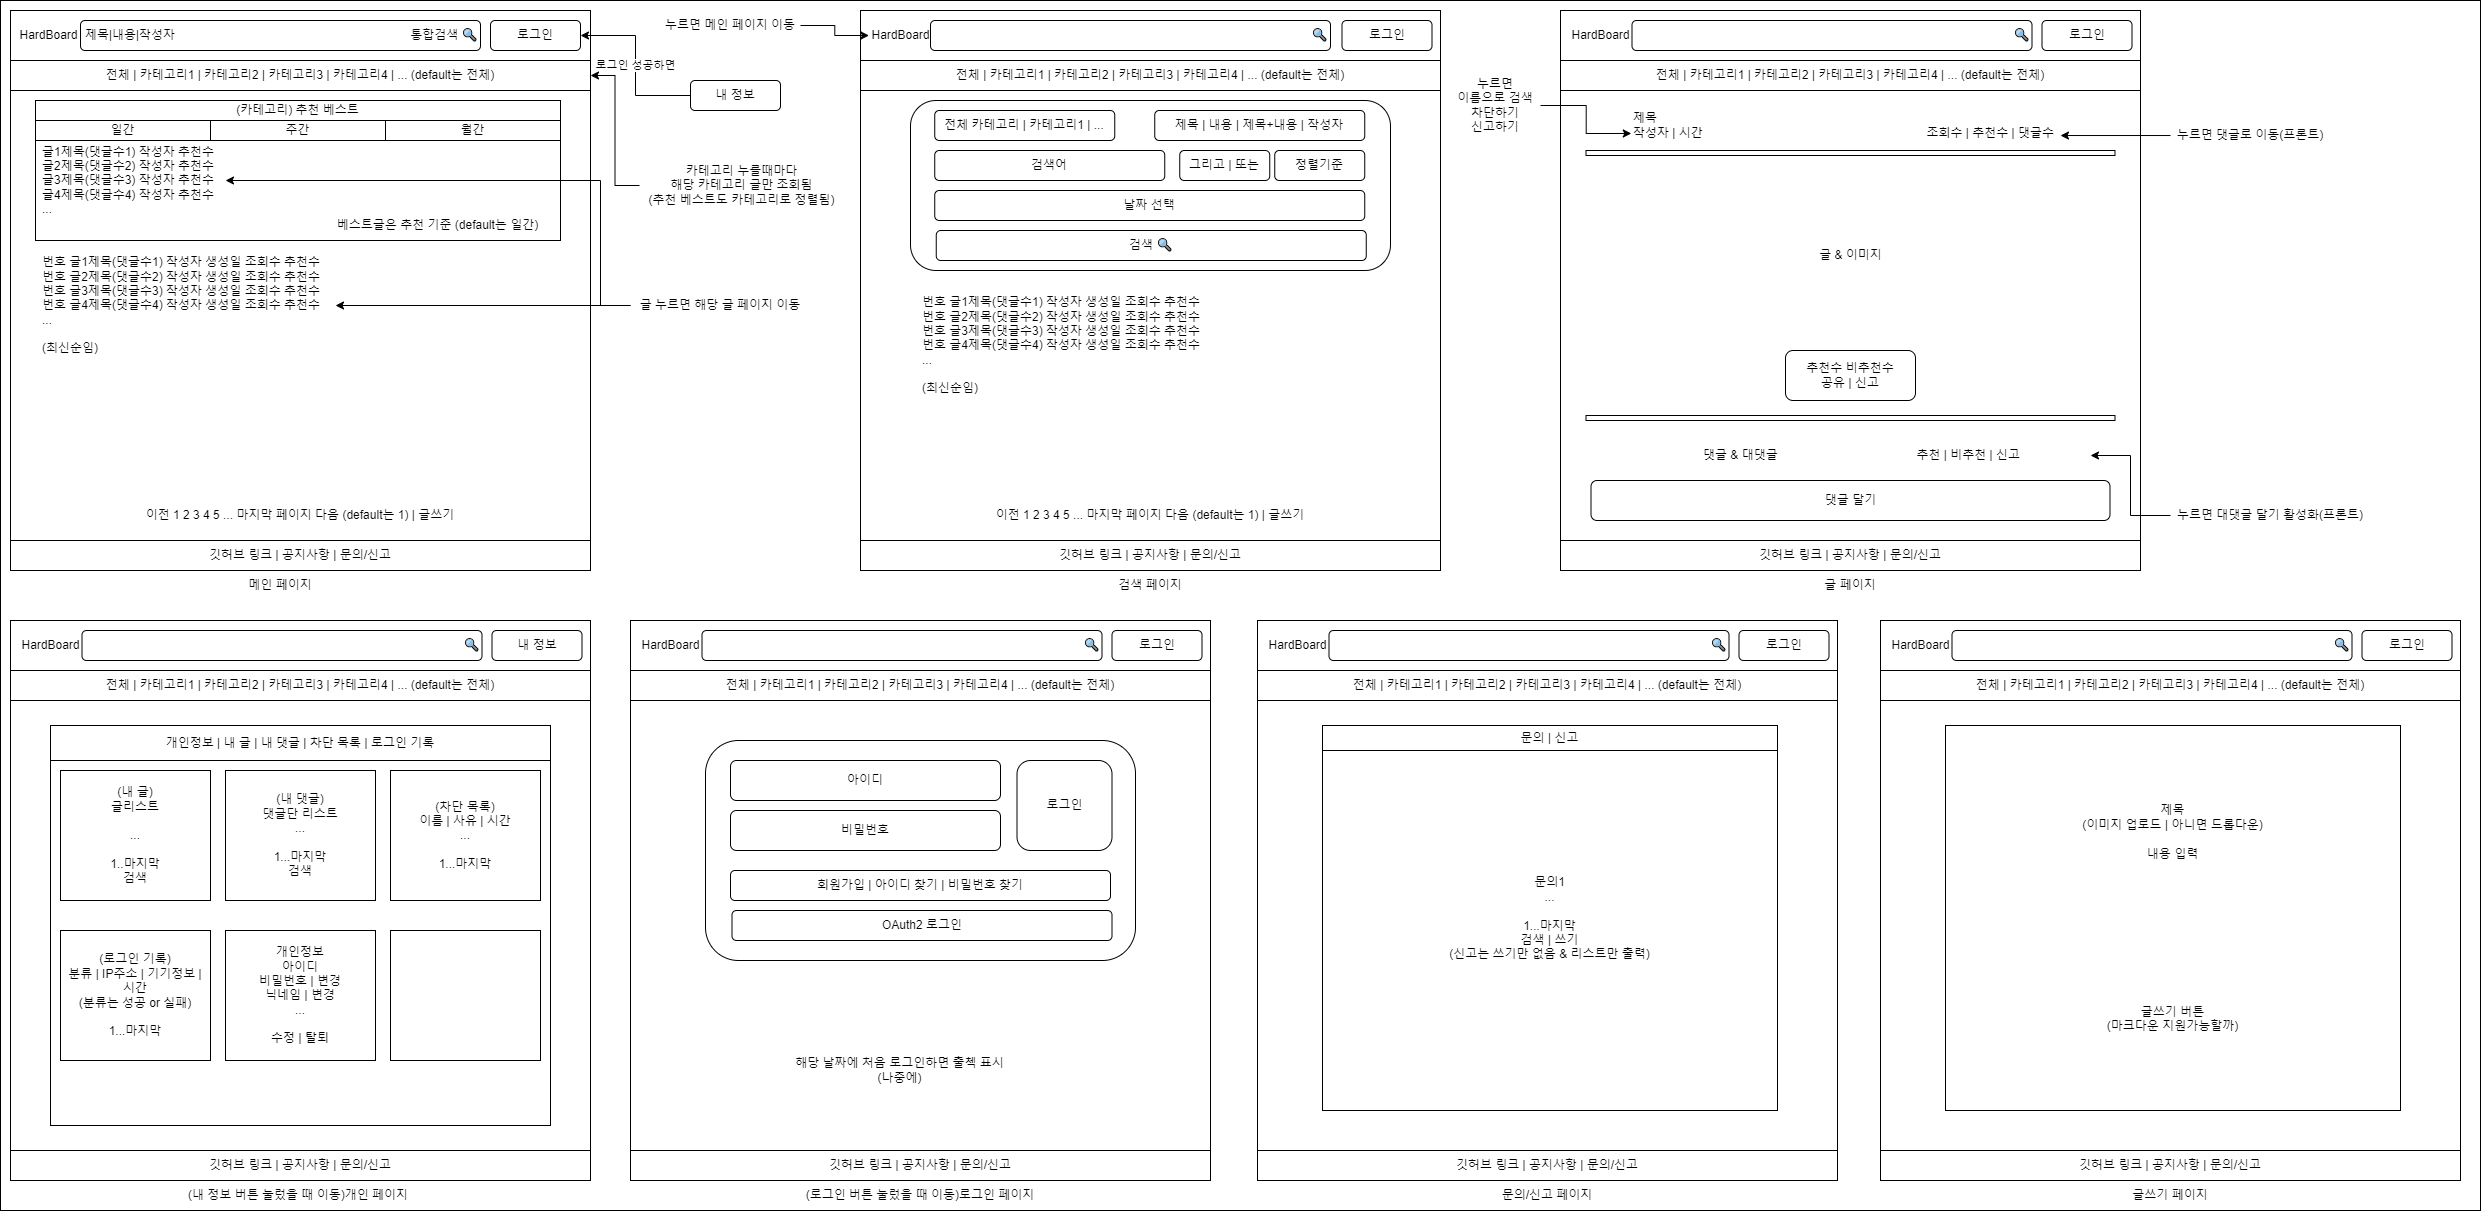 HardBoard
제목|내용|작성자
통합검색 🔍
로그인
전체 | 카테고리1 | 카테고리2 | 카테고리3 | 카테고리4 | ... (default는 전체)
(카테고리) 추천 베스트
일간
주간
월간
글1제목(댓글수1) 작성자 추천수
글2제목(댓글수2) 작성자 추천수
글3제목(댓글수3) 작성자 추천수
글4제목(댓글수4) 작성자 추천수
...
베스트글은 추천 기준 (default는 일간)
번호 글1제목(댓글수1) 작성자 생성일 조회수 추천수
번호 글2제목(댓글수2) 작성자 생성일 조회수 추천수
번호 글3제목(댓글수3) 작성자 생성일 조회수 추천수
번호 글4제목(댓글수4) 작성자 생성일 조회수 추천수
...
(최신순임)
이전 1 2 3 4 5 ... 마지막 페이지 다음 (default는 1) | 글쓰기
깃허브 링크 | 공지사항 | 문의/신고
메인 페이지
로그인 성공하면
내 정보
카테고리 누를때마다
해당 카테고리 글만 조회됨
(추천 베스트도 카테고리로 정렬됨)
글 누르면 해당 글 페이지 이동
누르면 메인 페이지 이동
HardBoard
🔍
로그인
전체 | 카테고리1 | 카테고리2 | 카테고리3 | 카테고리4 | ... (default는 전체)
전체 카테고리 | 카테고리1 | ...
제목 | 내용 | 제목+내용 | 작성자
검색어
그리고 | 또는
정렬기준
날짜 선택
검색 🔍
번호 글1제목(댓글수1) 작성자 생성일 조회수 추천수
번호 글2제목(댓글수2) 작성자 생성일 조회수 추천수
번호 글3제목(댓글수3) 작성자 생성일 조회수 추천수
번호 글4제목(댓글수4) 작성자 생성일 조회수 추천수
...
(최신순임)
이전 1 2 3 4 5 ... 마지막 페이지 다음 (default는 1) | 글쓰기
깃허브 링크 | 공지사항 | 문의/신고
검색 페이지
누르면
이름으로 검색
차단하기
신고하기
HardBoard
🔍
로그인
전체 | 카테고리1 | 카테고리2 | 카테고리3 | 카테고리4 | ... (default는 전체)
제목
작성자 | 시간
조회수 | 추천수 | 댓글수
누르면 댓글로 이동(프론트)
글 & 이미지
추천수 비추천수
공유 | 신고
댓글 & 대댓글
추천 | 비추천 | 신고
댓글 달기
누르면 대댓글 달기 활성화(프론트)
깃허브 링크 | 공지사항 | 문의/신고
글 페이지
HardBoard
🔍
내 정보
전체 | 카테고리1 | 카테고리2 | 카테고리3 | 카테고리4 | ... (default는 전체)
개인정보 | 내 글 | 내 댓글 | 차단 목록 | 로그인 기록
(내 글)
글리스트
...
1..마지막
검색
(내 댓글)
댓글단 리스트
...
1...마지막
검색
(차단 목록)
이름 | 사유 | 시간
...
1...마지막
(로그인 기록)
분류 | IP주소 | 기기정보 |
시간
(분류는 성공 or 실패)
1...마지막
개인정보
아이디
비밀번호 | 변경
닉네임 | 변경
...
수정 | 탈퇴
깃허브 링크 | 공지사항 | 문의/신고
(내 정보 버튼 눌렀을 때 이동)개인 페이지
HardBoard
🔍
로그인
전체 | 카테고리1 | 카테고리2 | 카테고리3 | 카테고리4 | ... (default는 전체)
아이디
비밀번호
로그인
회원가입 | 아이디 찾기 | 비밀번호 찾기
OAuth2 로그인
해당 날짜에 처음 로그인하면 출첵 표시
(나중에)
깃허브 링크 | 공지사항 | 문의/신고
(로그인 버튼 눌렀을 때 이동)로그인 페이지
HardBoard
🔍
로그인
전체 | 카테고리1 | 카테고리2 | 카테고리3 | 카테고리4 | ... (default는 전체)
문의 | 신고
문의1
...
1...마지막
검색 | 쓰기
(신고는 쓰기만 없음 & 리스트만 출력)
깃허브 링크 | 공지사항 | 문의/신고
문의/신고 페이지
HardBoard
🔍
로그인
전체 | 카테고리1 | 카테고리2 | 카테고리3 | 카테고리4 | ... (default는 전체)
제목
(이미지 업로드 | 아니면 드롭다운)
내용 입력
글쓰기 버튼
(마크다운 지원가능할까)
깃허브 링크 | 공지사항 | 문의/신고
글쓰기 페이지